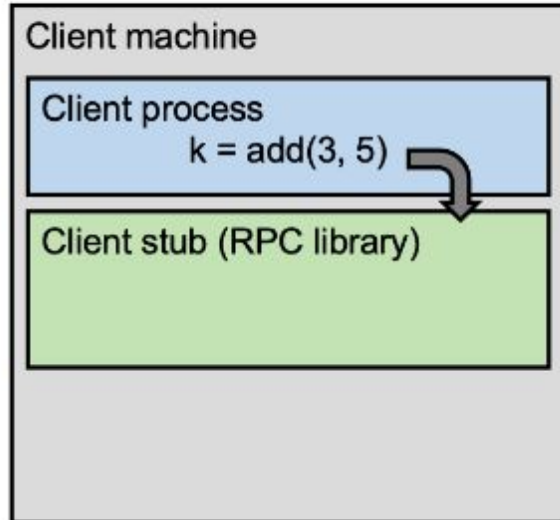 Client machine
Client process
k = add(3, 5)
Client stub (RPC library)